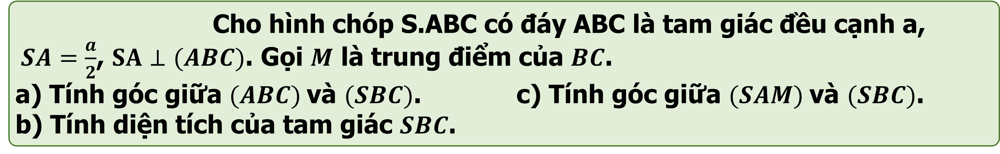 Cho hình chóp S.ABC có đáy ABC là tam giác đều cạnh a,
SA = a/2, SA ⊥ (ABC). Gọi M là trung điểm của BC.
a) Tính góc giữa (ABC) và (SBC). c) Tính góc giữa (SAM) và (SBC).
b) Tính diện tích của tam giác SBC.